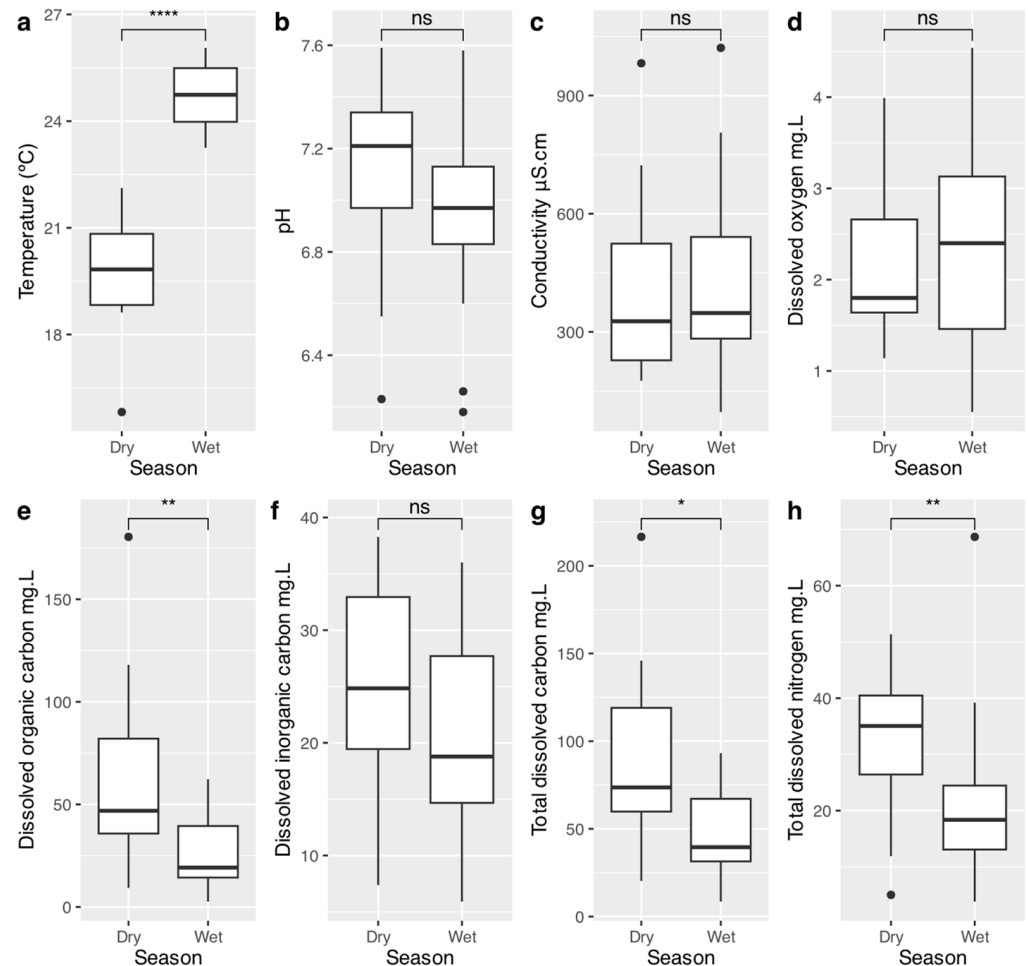 a
Temperature (°C)
27
24
21
18
****
Dry Wet
Season
b
pH
7.6
7.2
6.8
6.4
ns
Dry Wet
Season
c
Conductivity µS.cm
900
600
300
ns
Dry Wet
Season
d
Dissolved oxygen mg.L
4
3
2
1
ns
Dry Wet
Season
e
Dissolved organic carbon mg.L
150
100
50
0
**
Dry Wet
Season
f
Dissolved inorganic carbon mg.L
40
30
20
10
ns
Dry Wet
Season
g
Total dissolved carbon mg.L
200
150
100
50
0
*
Dry Wet
Season
h
Total dissolved nitrogen mg.L
60
40
20
**
Dry Wet
Season